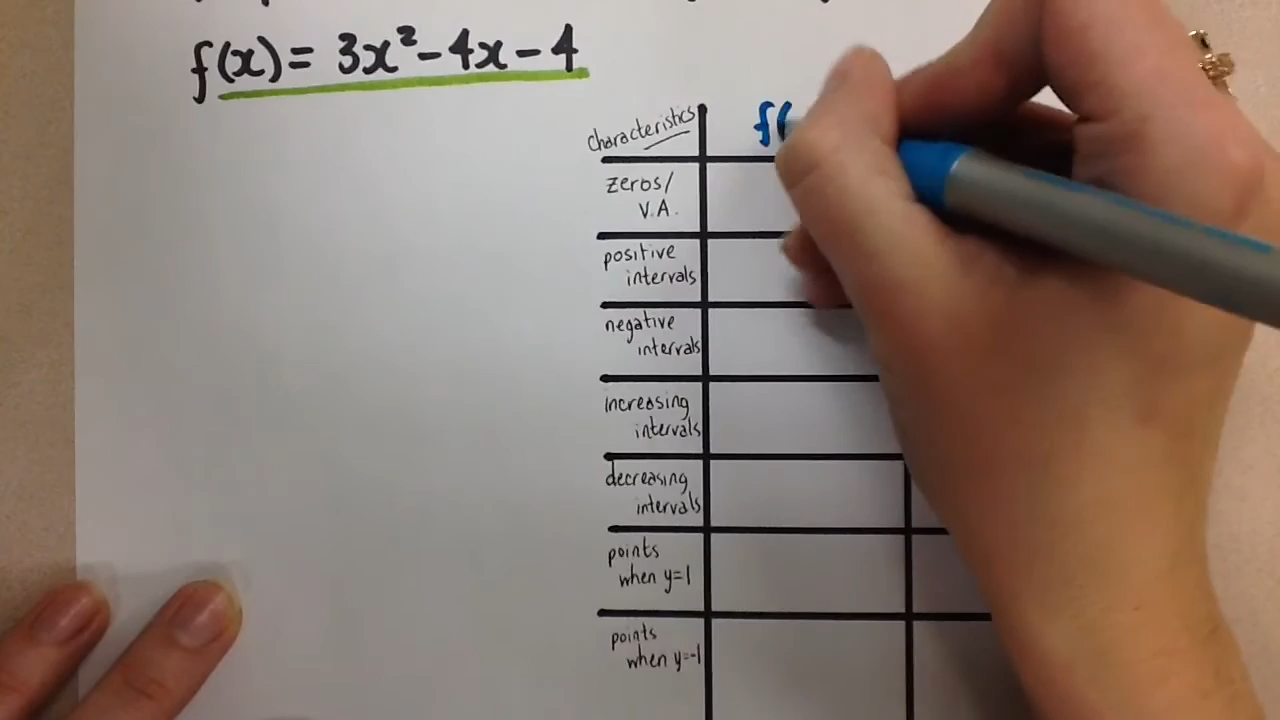 f(x) = 3x² - 4x - 4
characteristics
f(
zeros/
V.A.
positive
intervals
negative
intervals
increasing
intervals
decreasing
intervals
points
when y=1
points
when y=-1